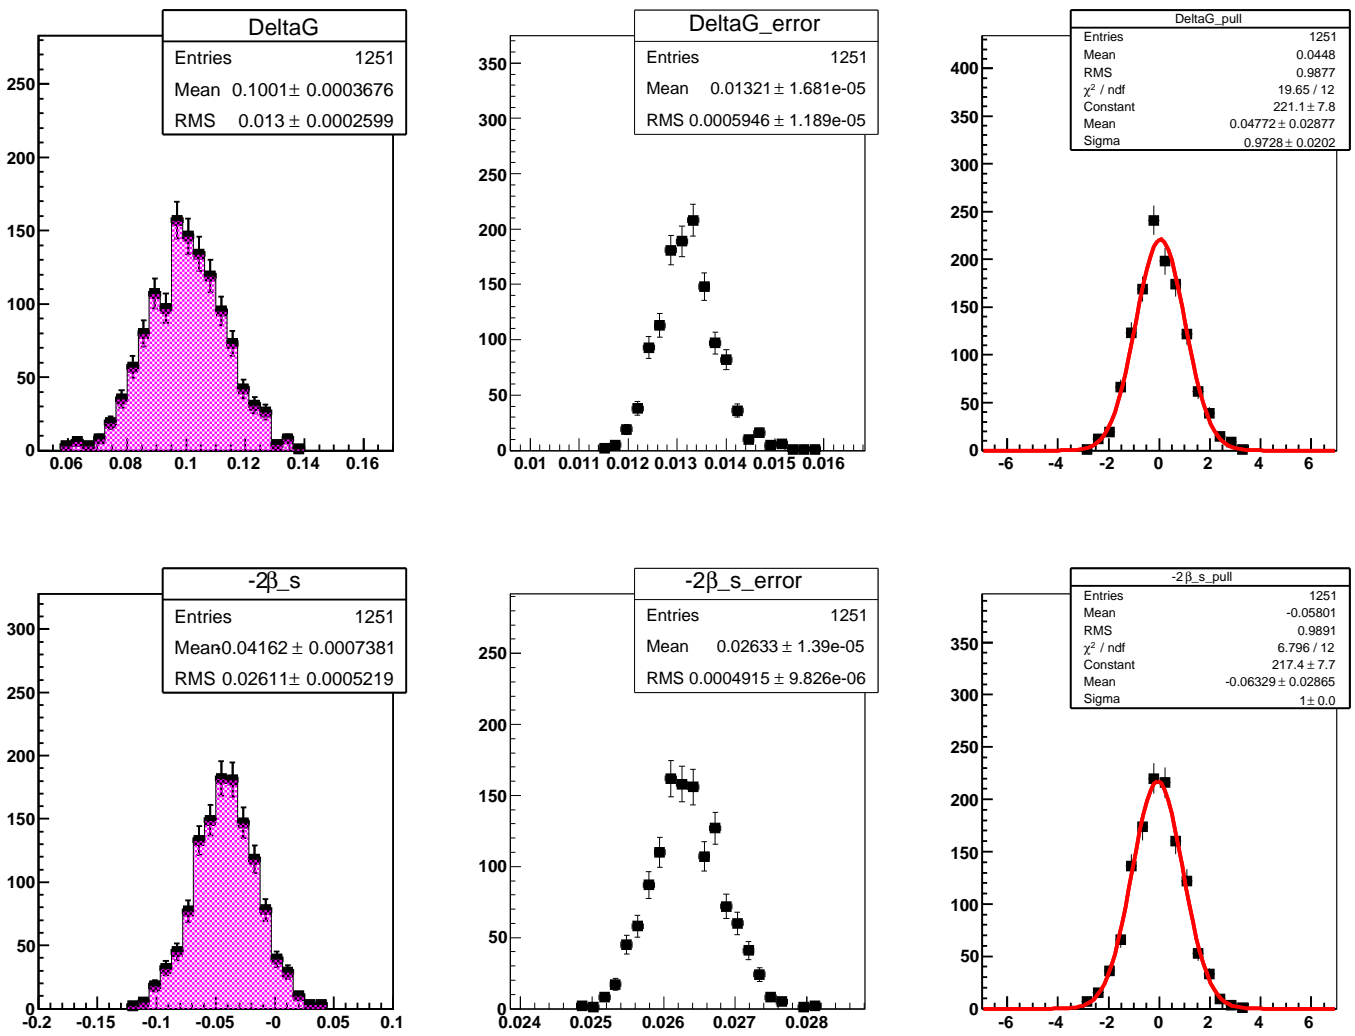 DeltaG
Entries 1251
Mean 0.1001± 0.0003676
RMS 0.013 ± 0.0002599
250
200
150
100
50
0
0.06 0.08 0.1 0.12 0.14 0.16
DeltaG_error
Entries 1251
Mean 0.01321 ± 1.681e-05
RMS 0.0005946 ± 1.189e-05
350
300
250
200
150
100
50
0
0.01 0.011 0.012 0.013 0.014 0.015 0.016
DeltaG_pull
Entries 1251
Mean 0.0448
RMS 0.9877
χ² / ndf 19.65 / 12
Constant 221.1 ± 7.8
Mean 0.04772 ± 0.02877
Sigma 0.9728 ± 0.0202
400
350
300
250
200
150
100
50
0
-6 -4 -2 0 2 4 6
-2β_s
Entries 1251
Mean-0.04162 ± 0.0007381
RMS 0.02611 ± 0.0005219
300
250
200
150
100
50
0
-0.2 -0.15 -0.1 -0.05 -0 0.05 0.1
-2β_s_error
Entries 1251
Mean 0.02633 ± 1.39e-05
RMS 0.0004915 ± 9.826e-06
250
200
150
100
50
0
0.024 0.025 0.026 0.027 0.028
-2β_s_pull
Entries 1251
Mean -0.05801
RMS 0.9891
χ² / ndf 6.796 / 12
Constant 217.4 ± 7.7
Mean -0.06329 ± 0.02865
Sigma 1 ± 0.0
350
300
250
200
150
100
50
0
-6 -4 -2 0 2 4 6